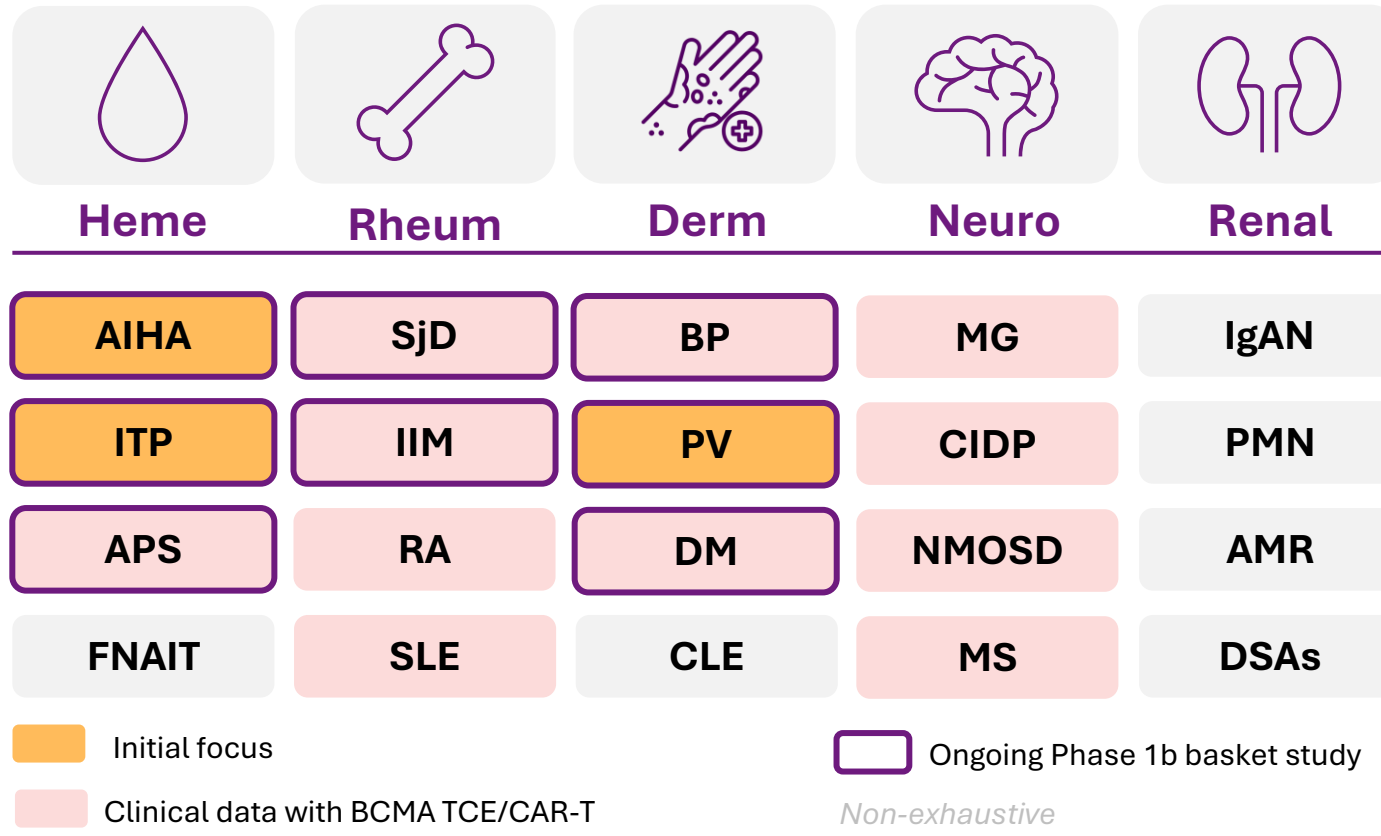 Heme Rheum Derm Neuro Renal
AIHA SjD BP MG IgAN
ITP IIM PV CIDP PMN
APS RA DM NMOSD AMR
FNAIT SLE CLE MS DSAs
Initial focus Ongoing Phase 1b basket study
Clinical data with BCMA TCE/CAR-T Non-exhaustive